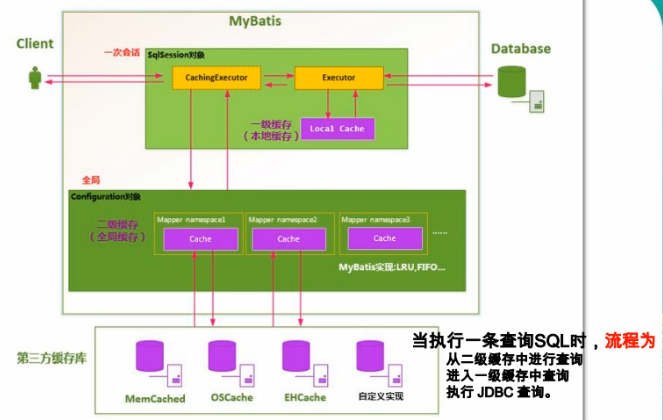 MyBatis
Client
一次会话
SqlSession对象
Database
CachingExecutor
Executor
一级缓存
（本地缓存）
Local Cache
全局
Configuration对象
二级缓存
（全局缓存）
Mapper namespace1
Mapper namespace2
Mapper namespace3
Cache
Cache
Cache
......
MyBatis实现:LRU,FIFO...
第三方缓存库
MemCached
OSCache
EHCache
自定义实现
当执行一条查询SQL时，流程为
从二级缓存中进行查询
进入一级缓存中查询
执行 JDBC 查询。